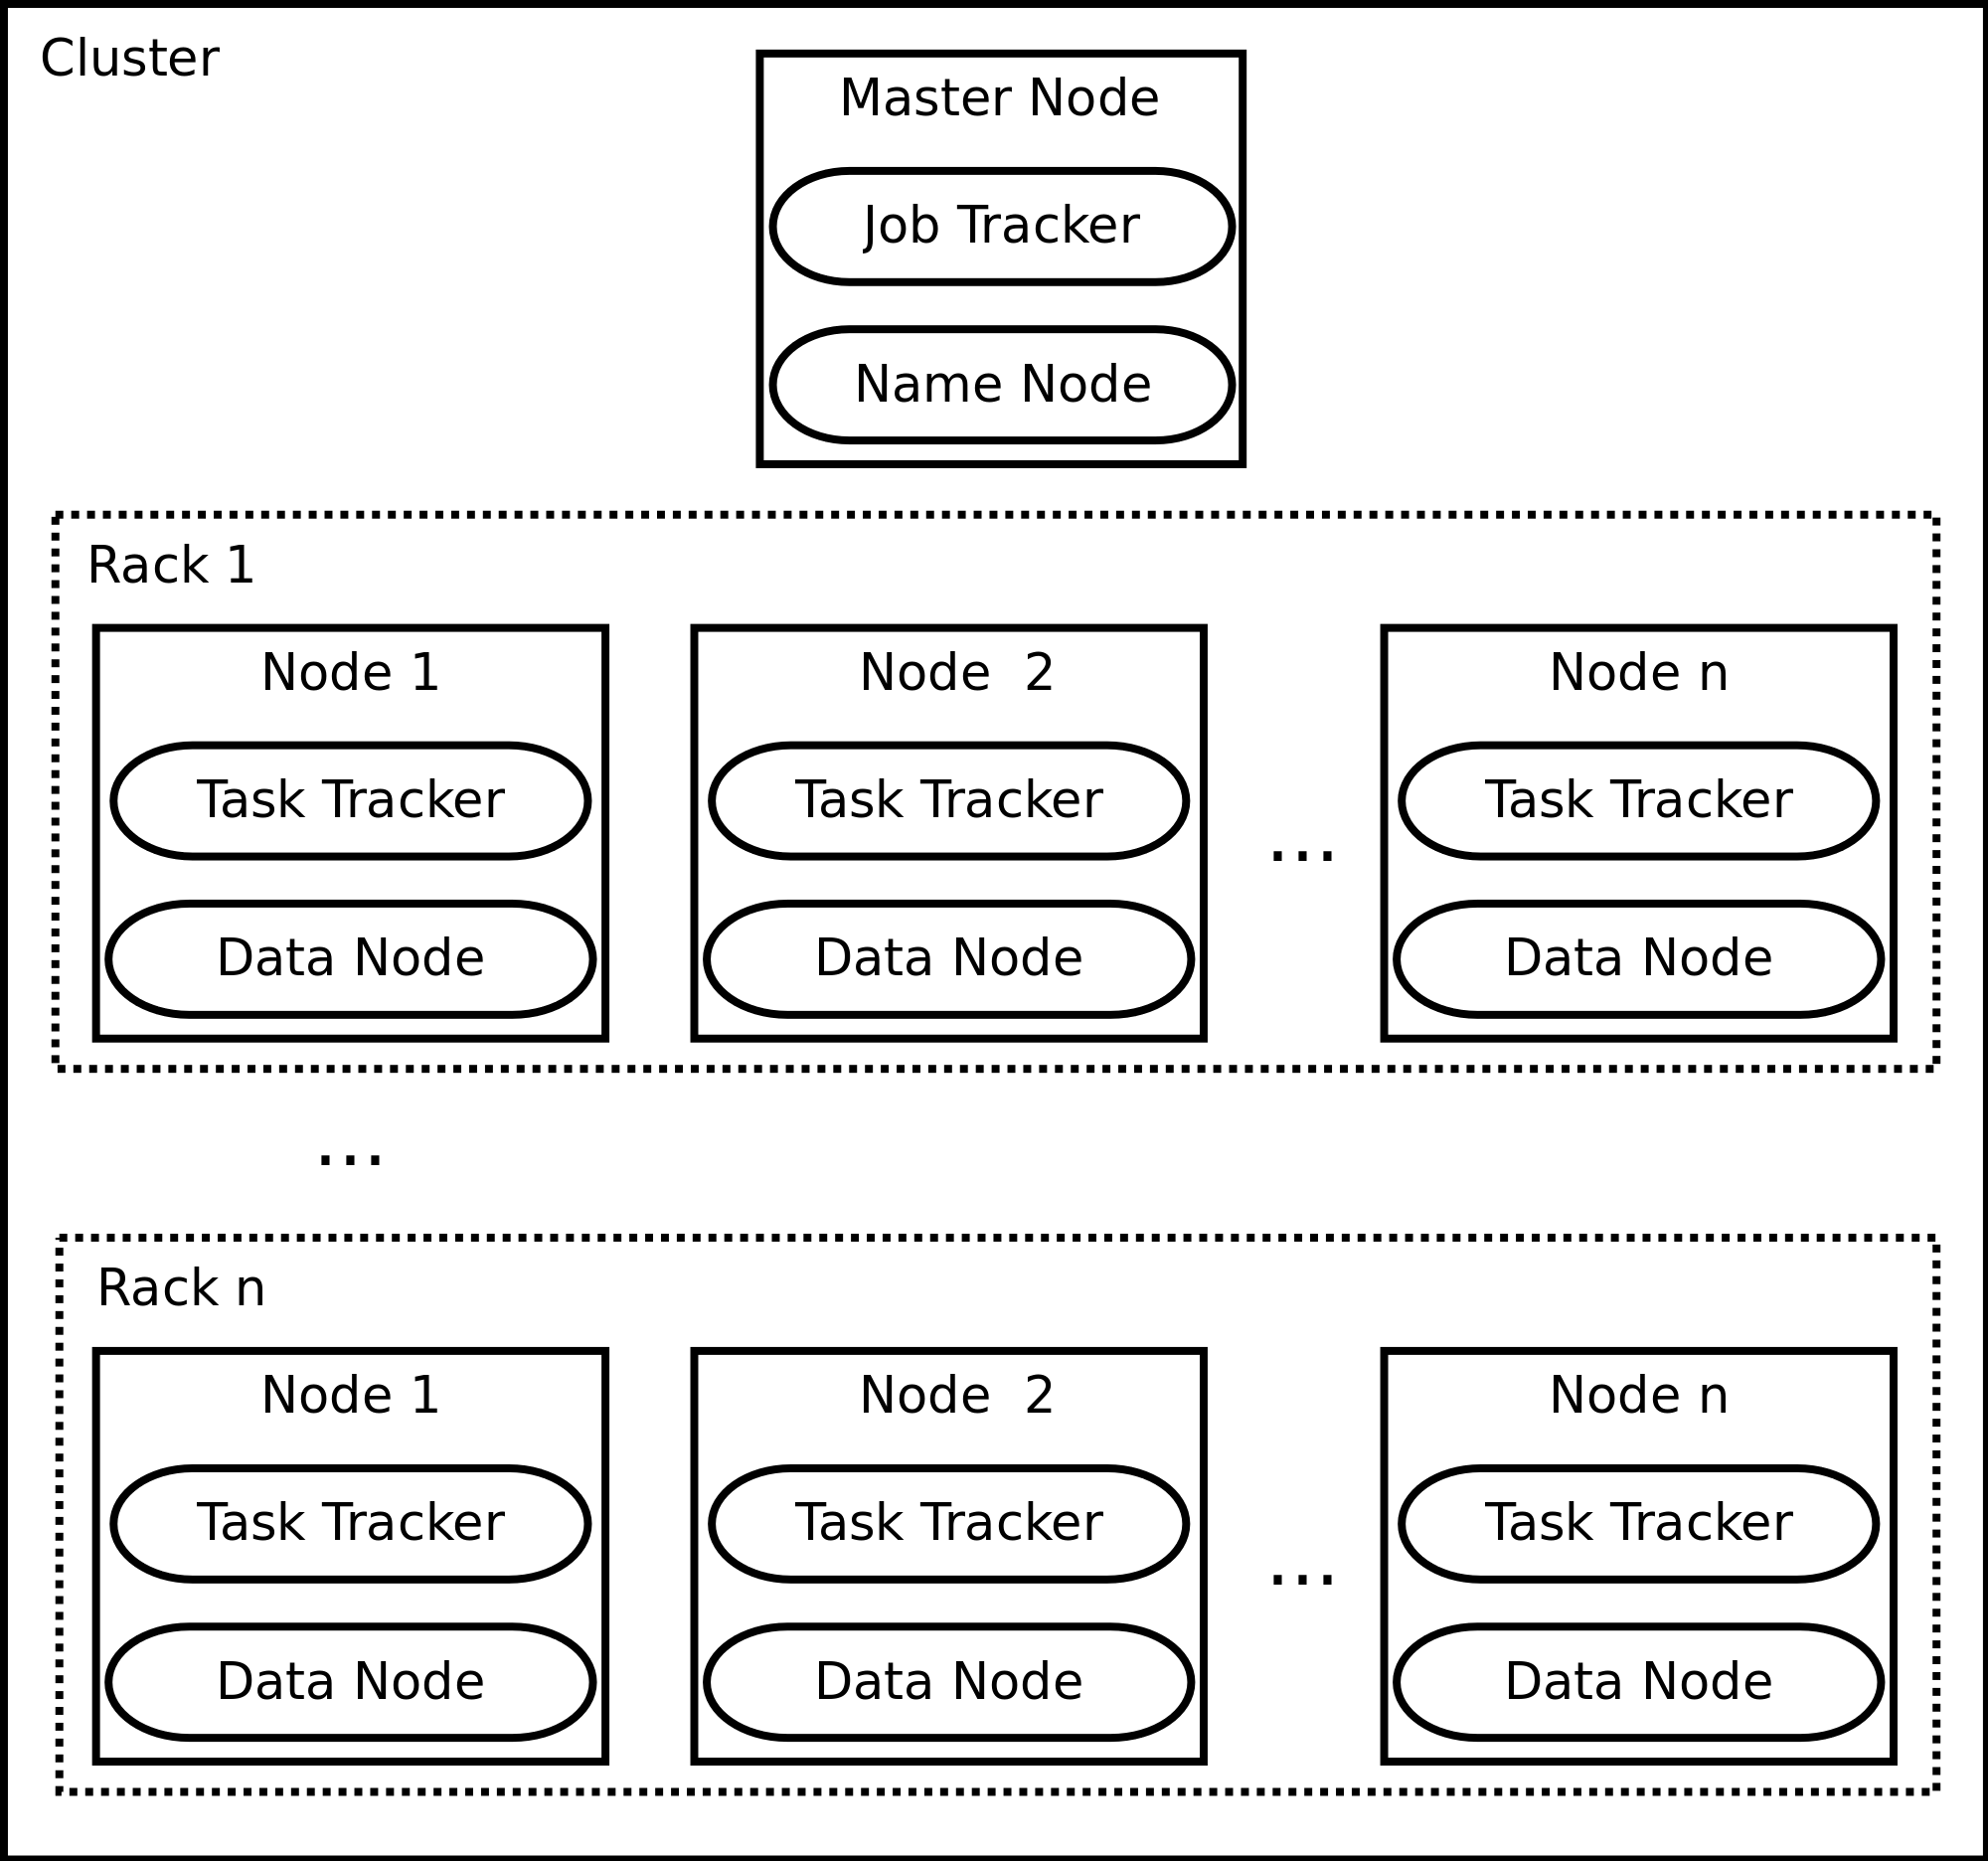 Cluster
Master Node
Job Tracker
Name Node
Rack 1
Node 1
Task Tracker
Data Node
Node  2
Task Tracker
Data Node
...
Node n
Task Tracker
Data Node
...
Rack n
Node 1
Task Tracker
Data Node
Node  2
Task Tracker
Data Node
...
Node n
Task Tracker
Data Node